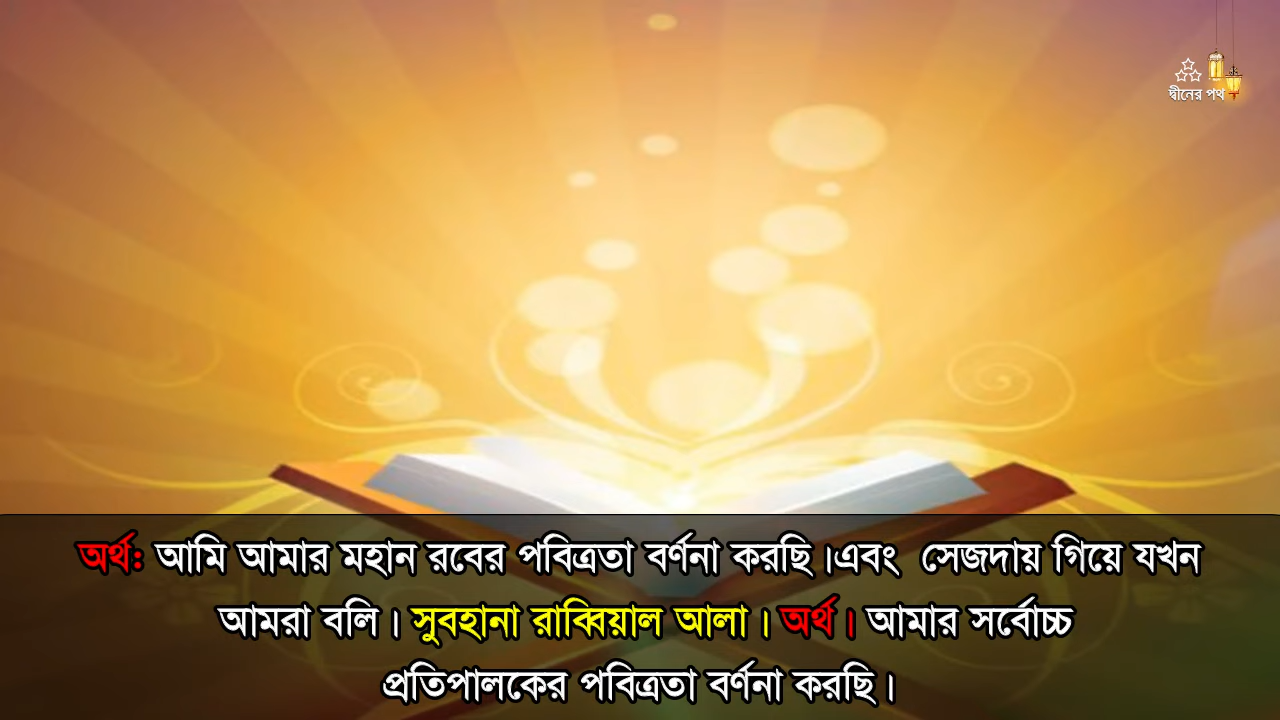 দ্বীনের পথ
অর্থ: আমি আমার মহান রবের পবিত্রতা বর্ণনা করছি।এবং সেজদায় গিয়ে যখন
আমরা বলি। সুবহানা রাব্বিয়াল আলা। অর্থ। আমার সর্বোচ্চ
প্রতিপালকের পবিত্রতা বর্ণনা করছি।